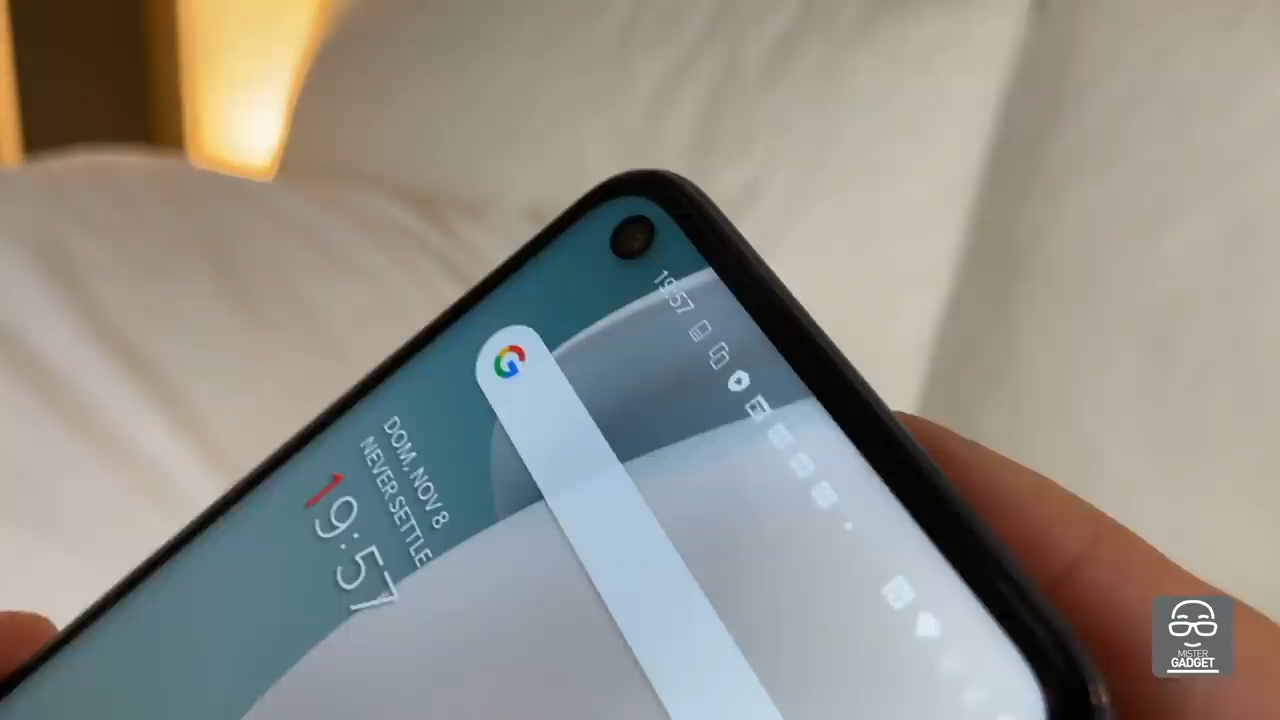 19:57
G
DOM, NOV 8
NEVER SETTLE
19:57
MISTER
GADGET